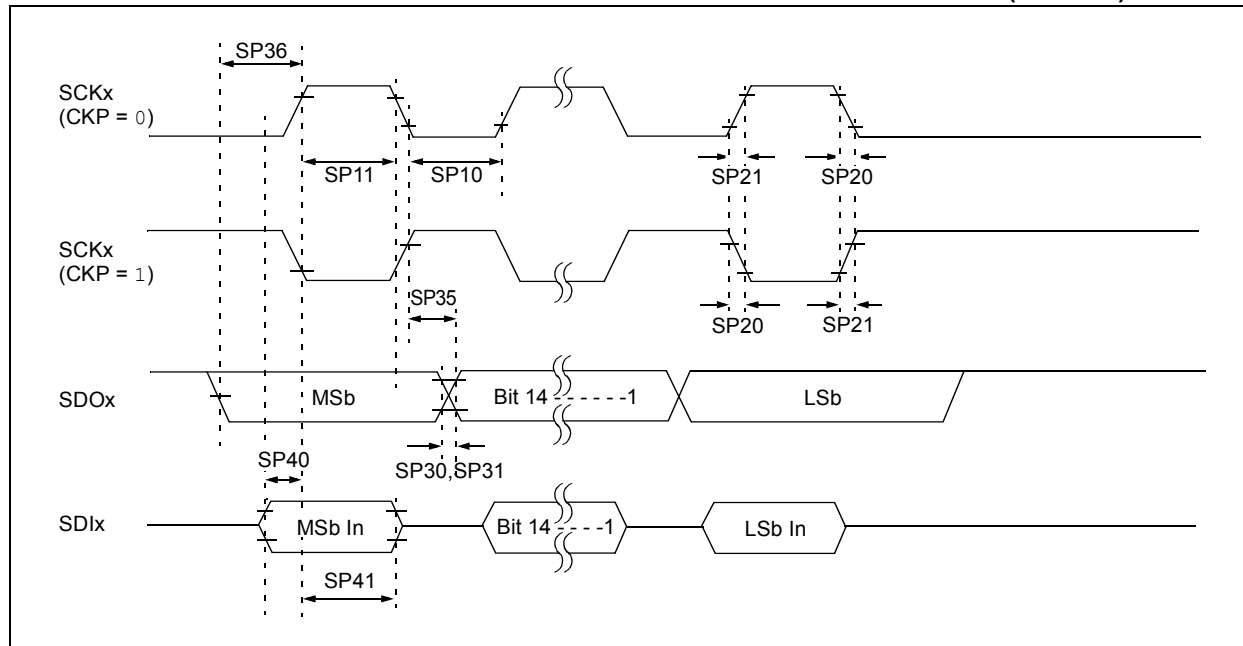 SP36
SCKx
(CKP = 0)
SP11
SP10
SP21
SP20
SCKx
(CKP = 1)
SP35
SP20
SP21
SDOx
MSb
Bit 14 - - - - - -1
LSb
SP40
SP30,SP31
SDIx
MSb In
Bit 14 - - - -1
LSb In
SP41